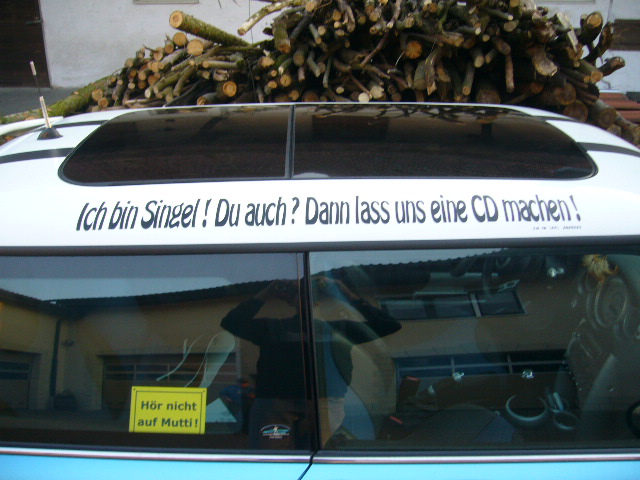 Ich bin Singel ! Du auch ? Dann lass uns eine CD machen !
Hör nicht
auf Mutti !